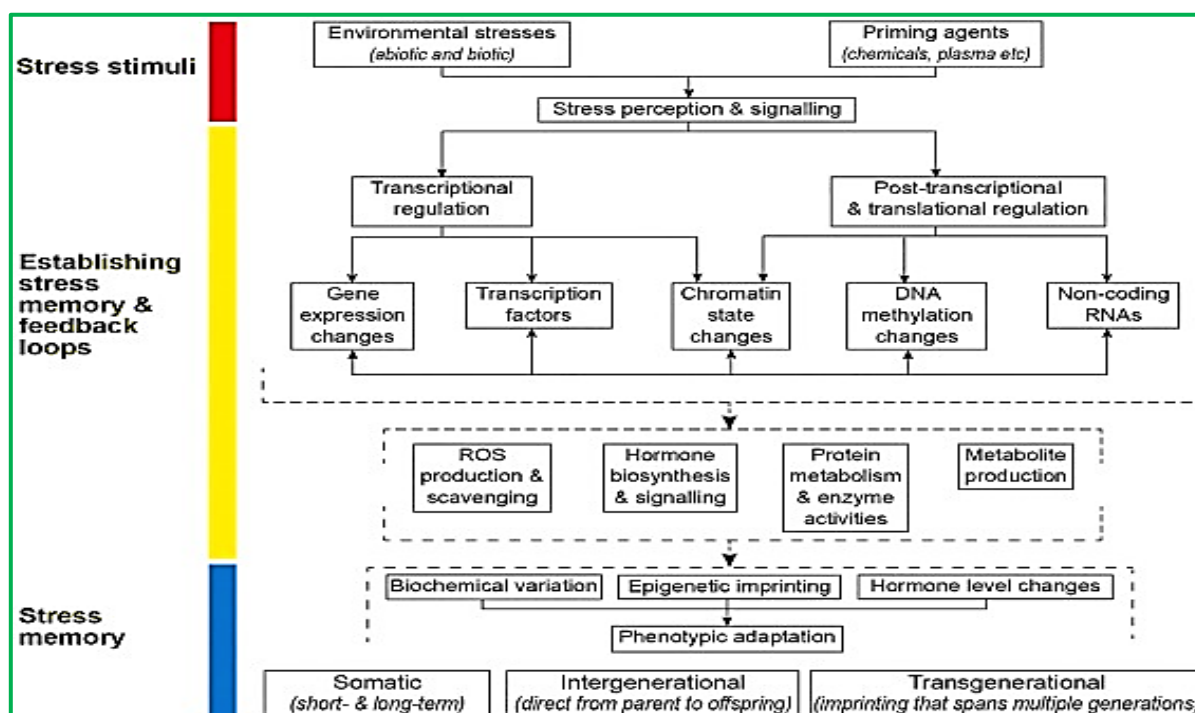 Environmental stresses
(abiotic and biotic)
Priming agents
(chemicals, plasma etc)
Stress stimuli
Stress perception & signalling
Transcriptional
regulation
Post-transcriptional
& translational regulation
Establishing
stress
memory &
feedback
loops
Gene
expression
changes
Transcription
factors
Chromatin
state
changes
DNA
methylation
changes
Non-coding
RNAs
ROS
production &
scavenging
Hormone
biosynthesis
& signalling
Protein
metabolism
& enzyme
activities
Metabolite
production
Stress
memory
Biochemical variation
Epigenetic imprinting
Hormone level changes
Phenotypic adaptation
Somatic
(short- & long-term)
Intergenerational
(direct from parent to offspring)
Transgenerational
(imprinting that spans multiple generations)